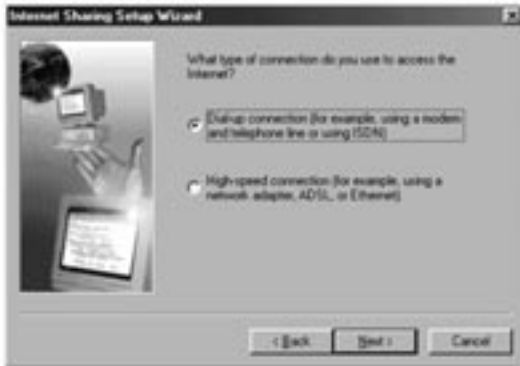 Internet Sharing Setup Wizard
What type of connection do you use to access the
Internet?
Dial-up connection (for example, using a modem
and telephone line or using ISDN)
High-speed connection (for example, using a
network adapter, ADSL, or Ethernet)
< Back
Next >
Cancel